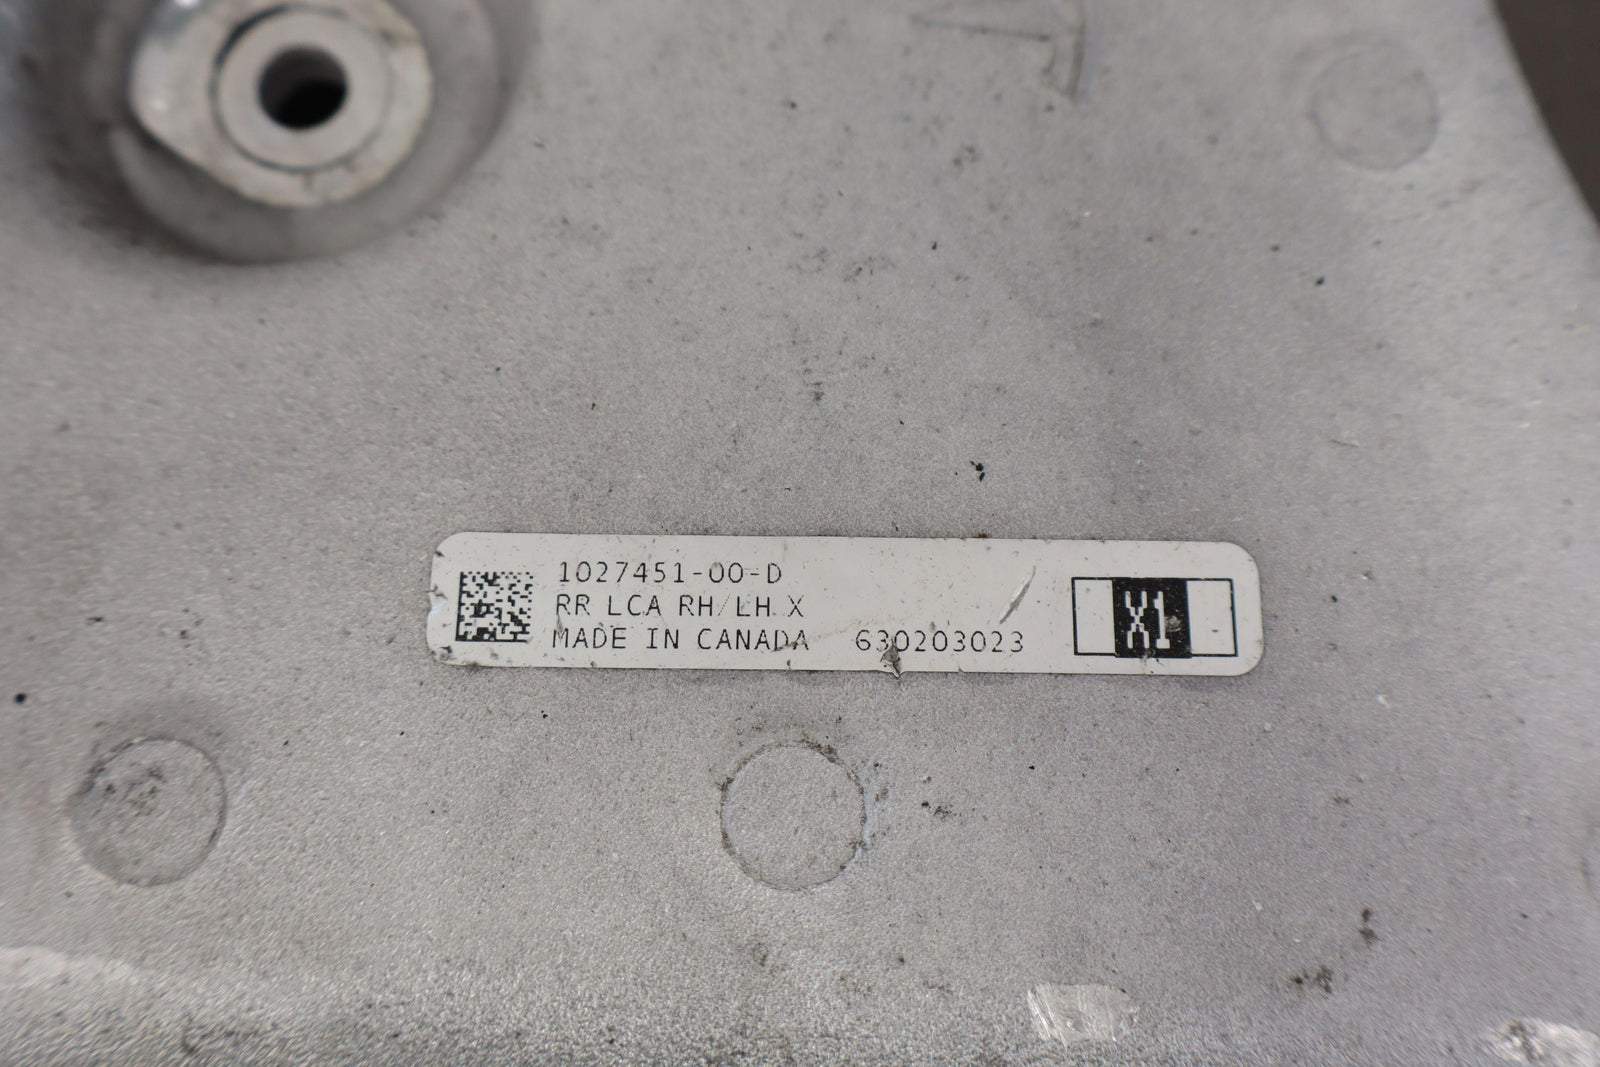 1027451-00-D
RR LCA RH/LH X
MADE IN CANADA 630203023
X1